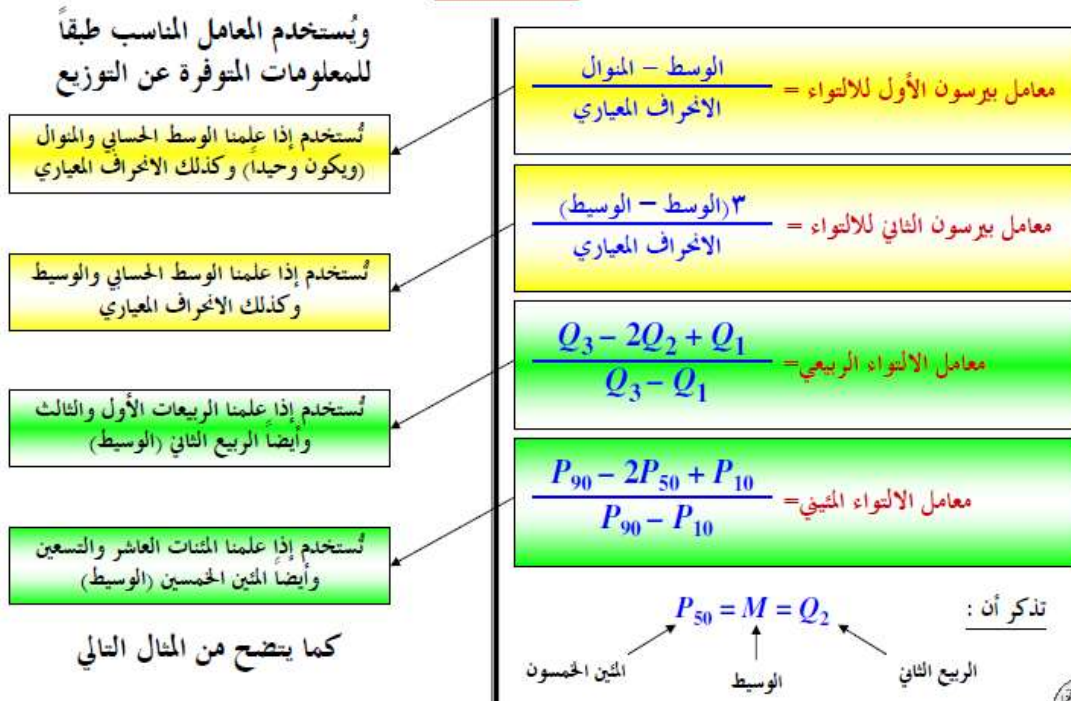 معامل بيرسون الأول للالتواء = الوسط – المنوال
الانحراف المعياري
معامل بيرسون الثاني للالتواء = ٣(الوسط – الوسيط)
الانحراف المعياري
معامل الالتواء الربيعي= Q3 – 2Q2 + Q1
Q3 – Q1
معامل الالتواء المئيني= P90 – 2P50 + P10
P90 – P10
تذكر أن :
P50 = M = Q2
الربيع الثاني
الوسيط
المئين الخمسون
ويُستخدم المعامل المناسب طبقاً
للمعلومات المتوفرة عن التوزيع
تُستخدم إذا علمنا الوسط الحسابي والمنوال
(ويكون وحيداً) وكذلك الانحراف المعياري
تُستخدم إذا علمنا الوسط الحسابي والوسيط
وكذلك الانحراف المعياري
تُستخدم إذا علمنا الربيعات الأول والثالث
وأيضاً الربيع الثاني (الوسيط)
تُستخدم إذا علمنا المئنات العاشر والتسعين
وأيضاً المئين الخمسين (الوسيط)
كما يتضح من المثال التالي